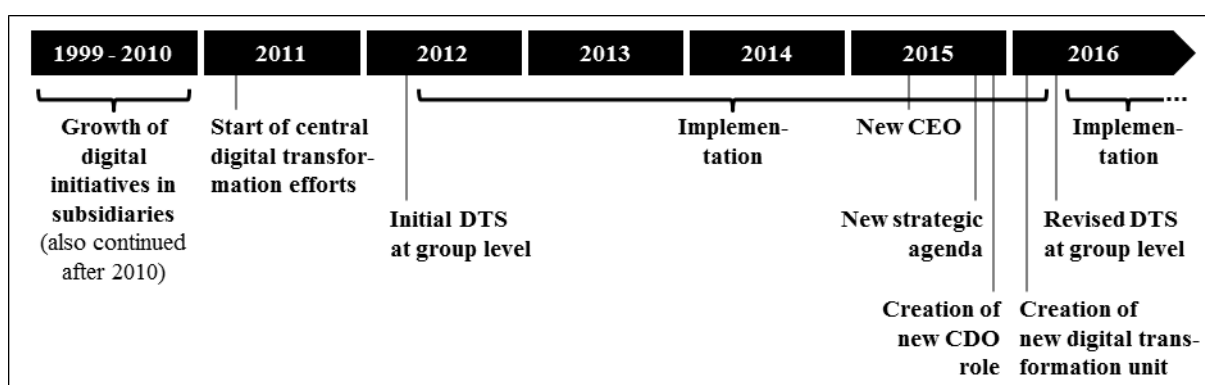 1999 - 2010
2011
2012
2013
2014
2015
2016
Growth of
digital
initiatives in
subsidiaries
(also continued
after 2010)
Start of central
digital transfor-
mation efforts
Initial DTS
at group level
Implemen-
tation
New CEO
New strategic
agenda
Creation of
new CDO
role
Creation of
new digital trans-
formation unit
Revised DTS
at group level
...
Implemen-
tation